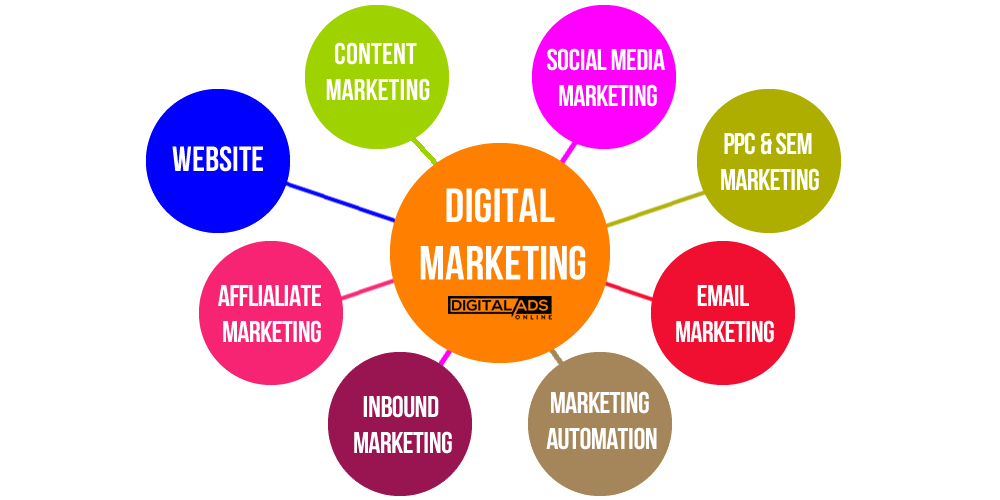 CONTENT
MARKETING
SOCIAL MEDIA
MARKETING
WEBSITE
PPC & SEM
MARKETING
DIGITAL
MARKETING
DIGITAL/ADS
ONLINE
AFFLIALIATE
MARKETING
EMAIL
MARKETING
INBOUND
MARKETING
MARKETING
AUTOMATION